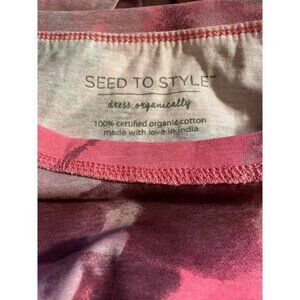 SEED TO STYLE™
dress organically
100% certified organic cotton
made with love in india